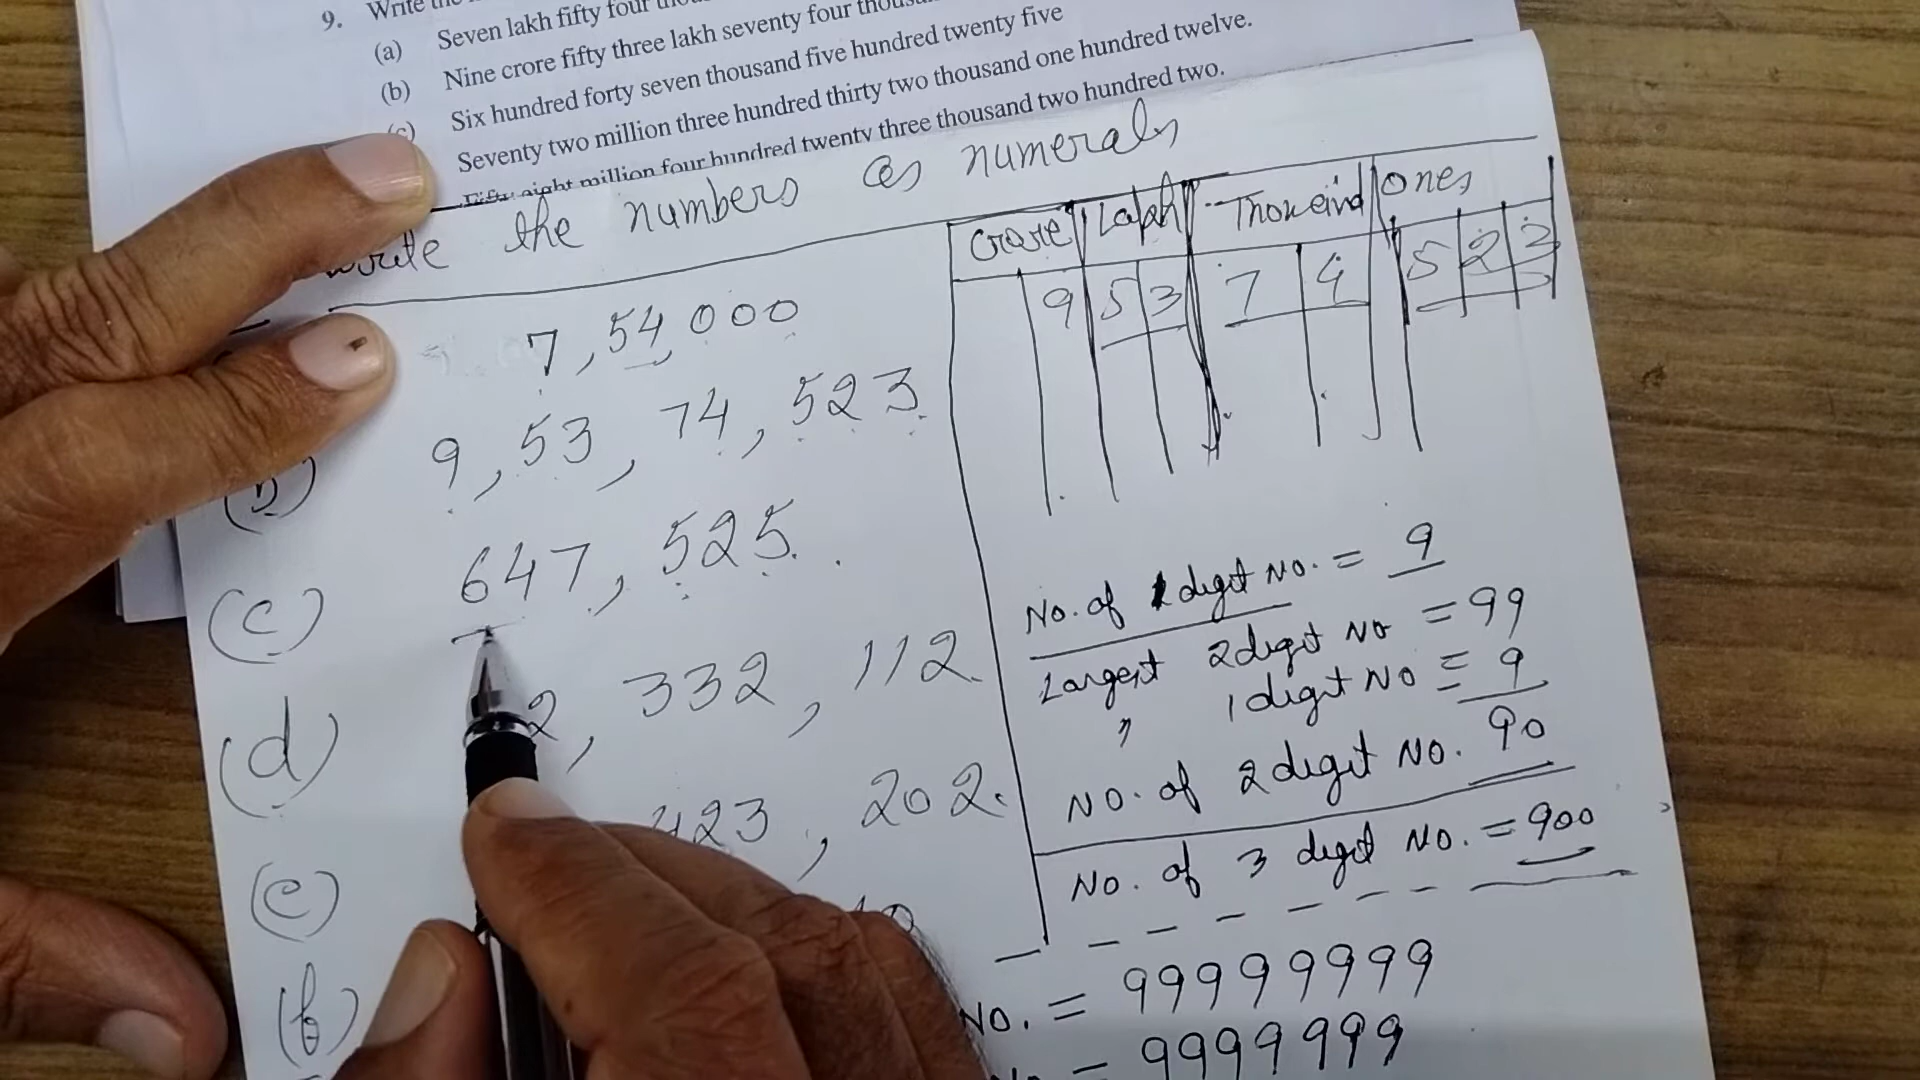 9. Write
(a) Seven lakh fifty four
(b) Nine crore fifty three lakh seventy four
(c) Six hundred forty seven thousand five hundred twenty five
Seventy two million three hundred thirty two thousand one hundred twelve.
Fifty eight million four hundred twenty three thousand two hundred two.
Write the numbers as numerals
7,54,000
(b) 9,53,74,523
(c) 647,525.
(d) 2,332,112.
(e) 423,202.
(f)
Crore Lakh Thousand Ones
9 5 3 7 4 5 2 3
No. of 1 digit No. = 9
Largest 2 digit No = 99
" 1 digit No = 9
No. of 2 digit No. 90
No. of 3 digit No. = 900
No. = 99999999
= 9999999